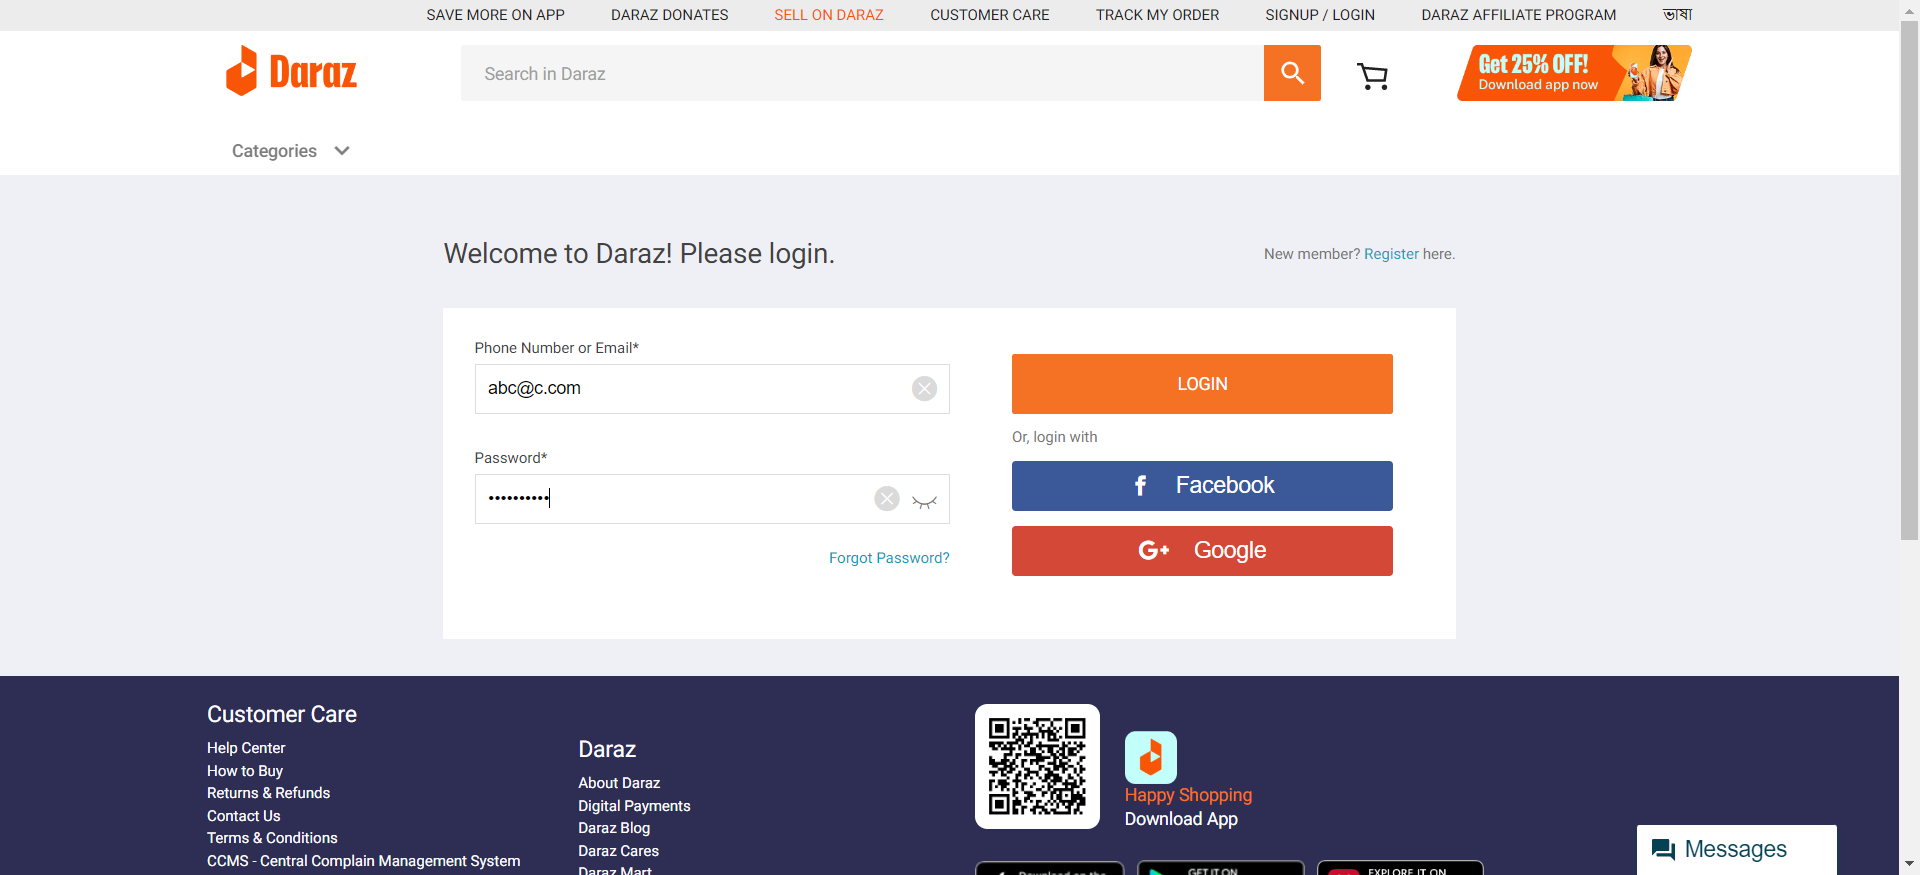 SAVE MORE ON APP DARAZ DONATES SELL ON DARAZ CUSTOMER CARE TRACK MY ORDER SIGNUP / LOGIN DARAZ AFFILIATE PROGRAM ভাষা
Daraz
Search in Daraz
Get 25% OFF!
Download app now
Categories
Welcome to Daraz! Please login.
New member? Register here.
Phone Number or Email*
abc@c.com
Password*
••••••••••
Forgot Password?
LOGIN
Or, login with
f Facebook
G+ Google
Customer Care
Help Center
How to Buy
Returns & Refunds
Contact Us
Terms & Conditions
CCMS - Central Complain Management System
Daraz
About Daraz
Digital Payments
Daraz Blog
Daraz Cares
Daraz Mart
Happy Shopping
Download App
Download on the
GET IT ON
EXPLORE IT ON
Messages